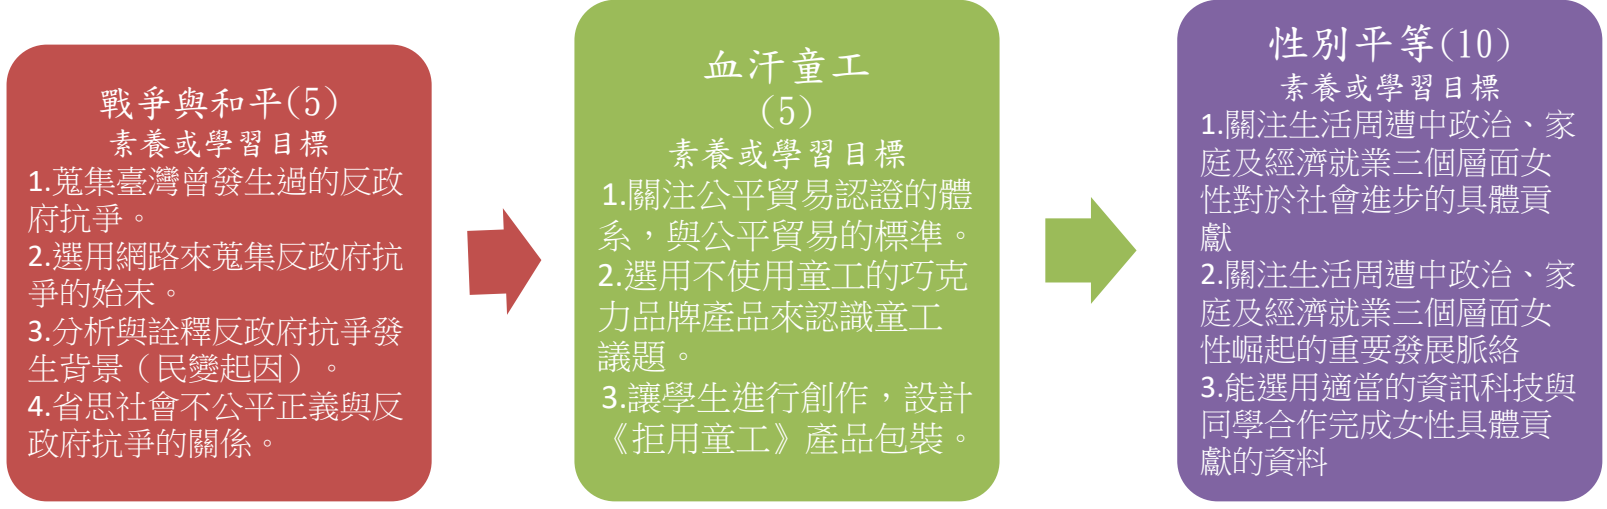 戰爭與和平(5)
素養或學習目標
1.蒐集臺灣曾發生過的反政
府抗爭。
2.選用網路來蒐集反政府抗
爭的始末。
3.分析與詮釋反政府抗爭發
生背景（民變起因）。
4.省思社會不公平正義與反
政府抗爭的關係。
血汗童工
(5)
素養或學習目標
1.關注公平貿易認證的體
系，與公平貿易的標準。
2.選用不使用童工的巧克
力品牌產品來認識童工
議題。
3.讓學生進行創作，設計
《拒用童工》產品包裝。
性別平等(10)
素養或學習目標
1.關注生活周遭中政治、家
庭及經濟就業三個層面女
性對於社會進步的具體貢
獻
2.關注生活周遭中政治、家
庭及經濟就業三個層面女
性崛起的重要發展脈絡
3.能選用適當的資訊科技與
同學合作完成女性具體貢
獻的資料